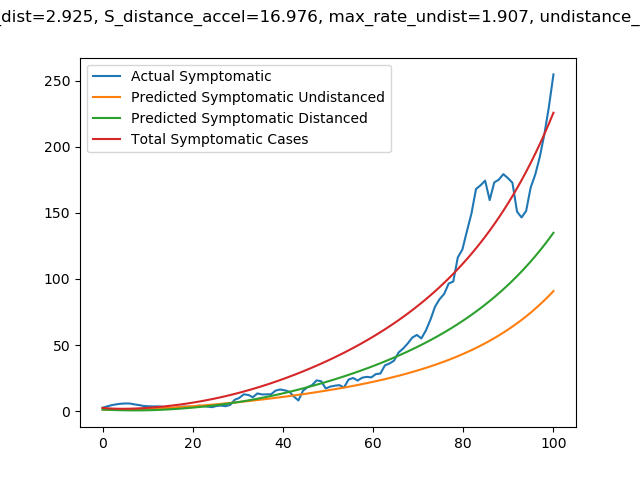 _dist=2.925, S_distance_accel=16.976, max_rate_undist=1.907, undistance_
Actual Symptomatic
Predicted Symptomatic Undistanced
Predicted Symptomatic Distanced
Total Symptomatic Cases
250
200
150
100
50
0
0 20 40 60 80 100